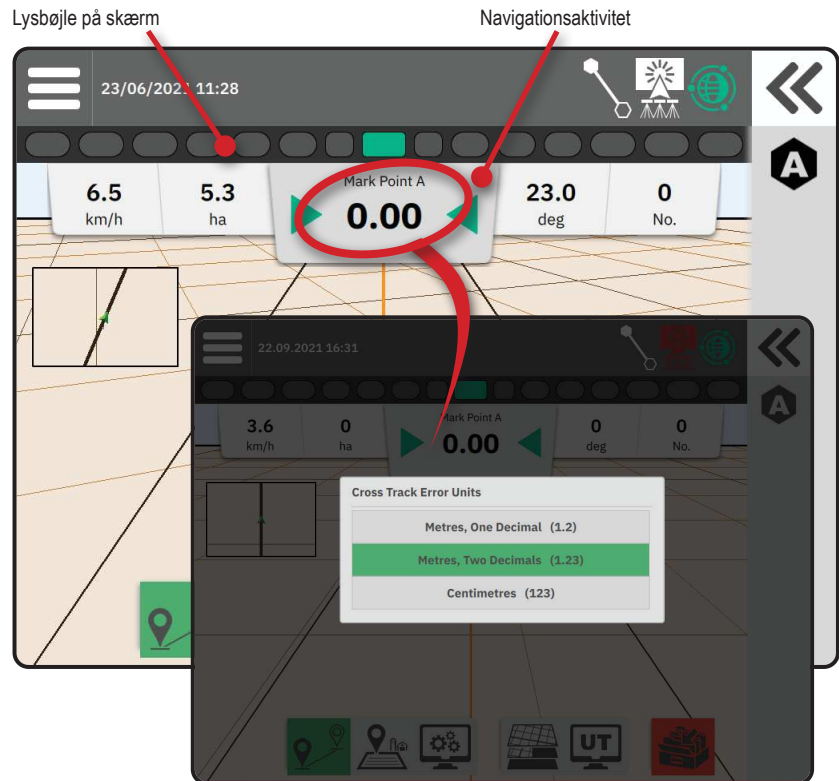 Lysbøjle på skærm
Navigationsaktivitet
23/06/2021 11:28
A
6.5
km/h
5.3
ha
Mark Point A
0.00
23.0
deg
0
No.
22.09.2021 16:31
A
3.6
km/h
0
ha
Mark Point A
0.00
0
deg
0
No.
Cross Track Error Units
Metres, One Decimal (1.2)
Metres, Two Decimals (1.23)
Centimetres (123)
UT